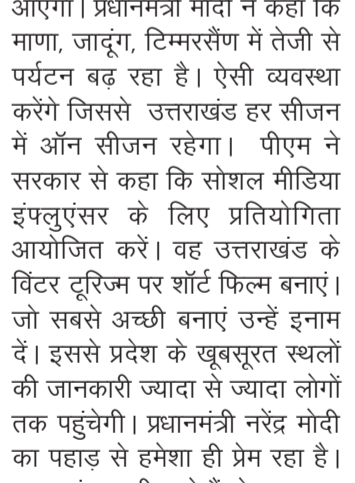 आएगा। प्रधानमंत्री मोदी ने कहा कि
माणा, जादूंग, टिम्मरसैंण में तेजी से
पर्यटन बढ़ रहा है। ऐसी व्यवस्था
करेंगे जिससे उत्तराखंड हर सीजन
में ऑन सीजन रहेगा। पीएम ने
सरकार से कहा कि सोशल मीडिया
इंफ्लुएंसर के लिए प्रतियोगिता
आयोजित करें। वह उत्तराखंड के
विंटर टूरिज्म पर शॉर्ट फिल्म बनाएं।
जो सबसे अच्छी बनाएं उन्हें इनाम
दें। इससे प्रदेश के खूबसूरत स्थलों
की जानकारी ज्यादा से ज्यादा लोगों
तक पहुंचेगी। प्रधानमंत्री नरेंद्र मोदी
का पहाड़ से हमेशा ही प्रेम रहा है।